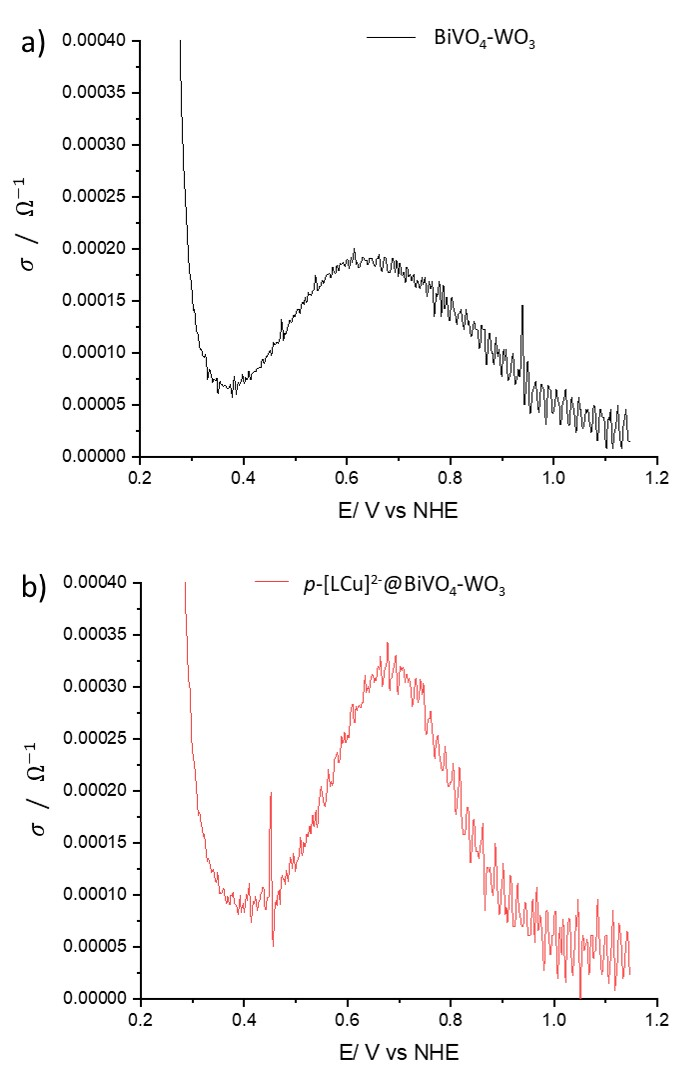 a)
BiVO₄-WO₃
0.00040
0.00035
0.00030
0.00025
0.00020
0.00015
0.00010
0.00005
0.00000
σ / Ω⁻¹
0.2 0.4 0.6 0.8 1.0 1.2
E/ V vs NHE
b)
p-[LCu]²⁻@BiVO₄-WO₃
0.00040
0.00035
0.00030
0.00025
0.00020
0.00015
0.00010
0.00005
0.00000
σ / Ω⁻¹
0.2 0.4 0.6 0.8 1.0 1.2
E/ V vs NHE